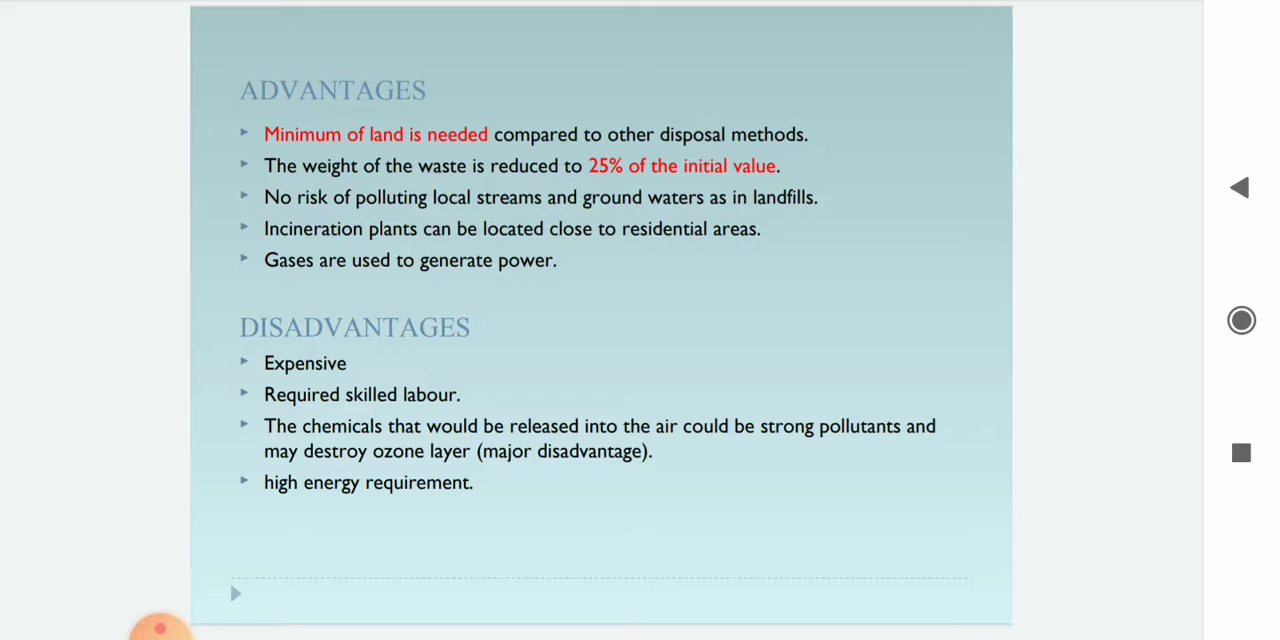 ADVANTAGES
Minimum of land is needed compared to other disposal methods.
The weight of the waste is reduced to 25% of the initial value.
No risk of polluting local streams and ground waters as in landfills.
Incineration plants can be located close to residential areas.
Gases are used to generate power.
DISADVANTAGES
Expensive
Required skilled labour.
The chemicals that would be released into the air could be strong pollutants and
may destroy ozone layer (major disadvantage).
high energy requirement.